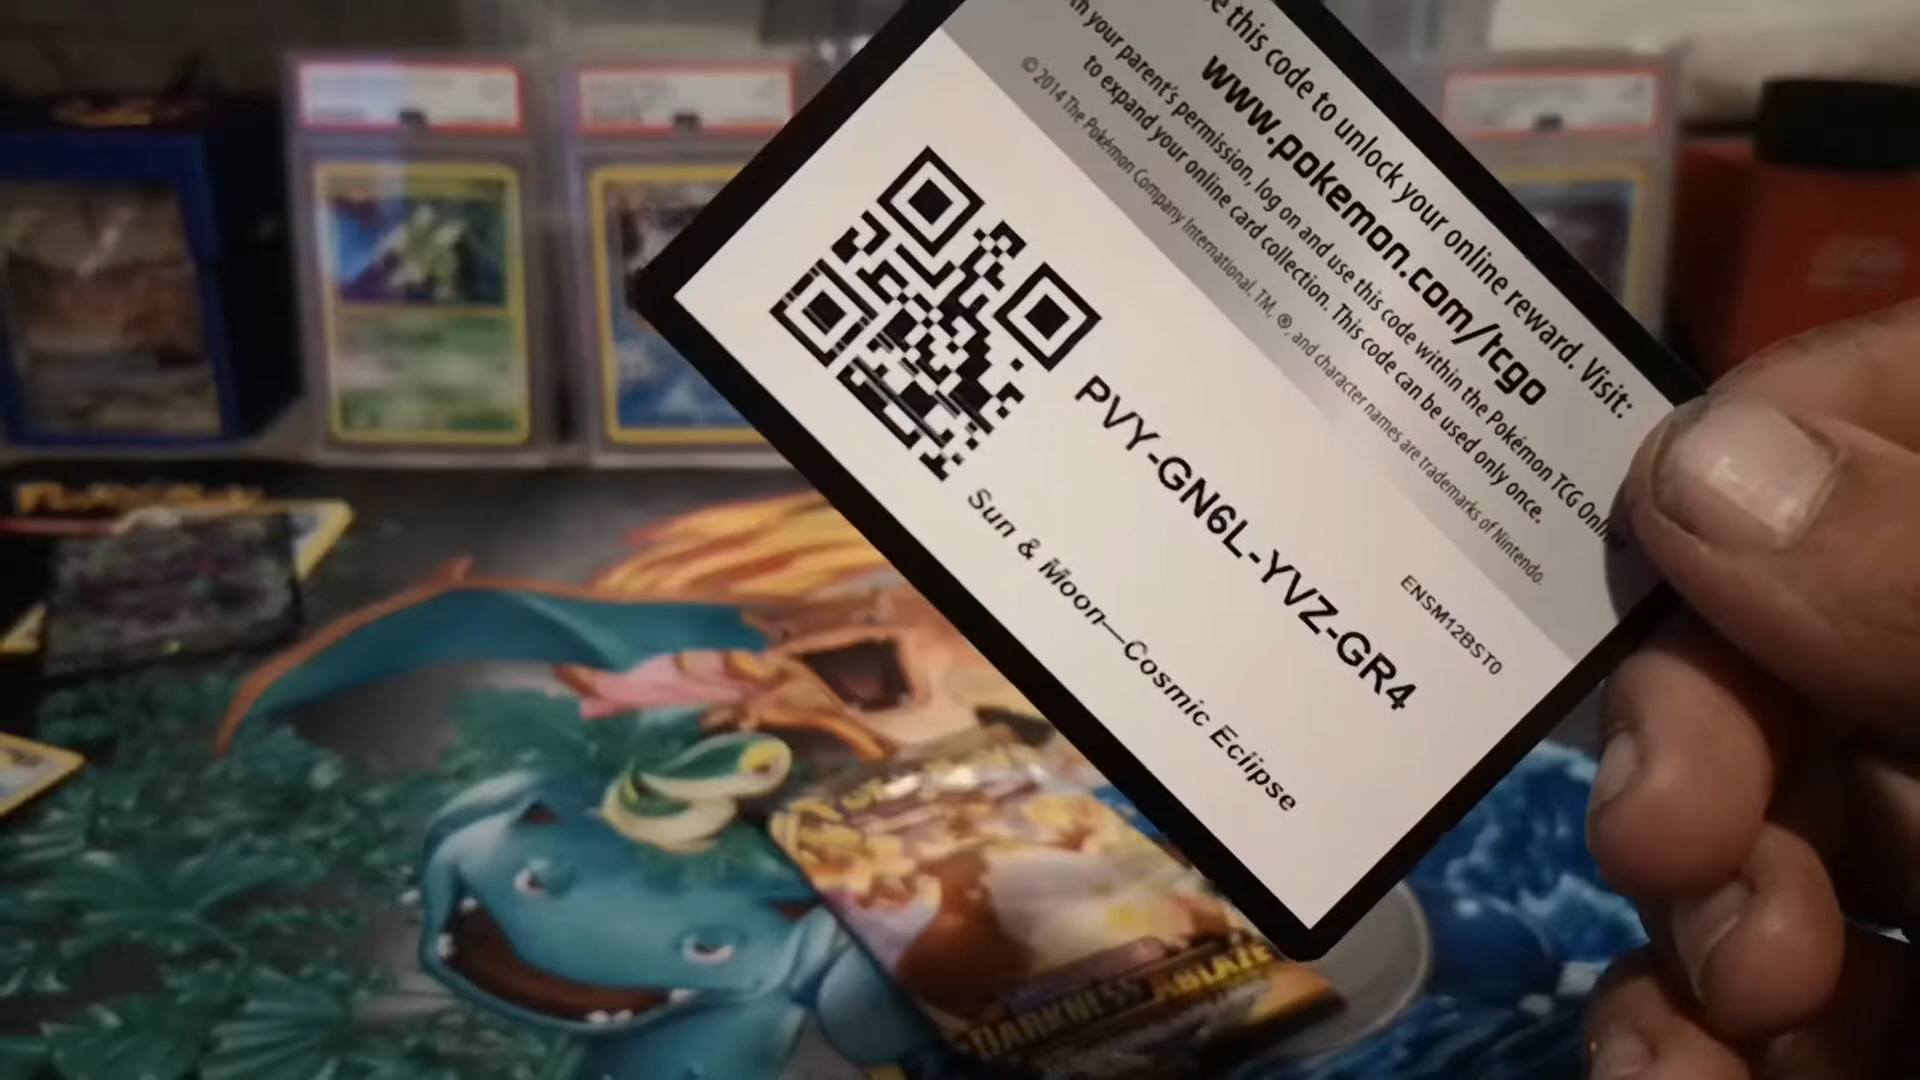 e this code to unlock your online reward. Visit:
www.pokemon.com/tcgo
your parent's permission, log on and use this code within the Pokémon TCG
to expand your online card collection. This code can be used only once.
© 2014 The Pokémon Company International. TM, ®, and character names are trademarks of Nintendo.
ENSM12BST0
PVY-GN6L-YVZ-GR4
Sun & Moon—Cosmic Eclipse
DARKNESS ABLAZE